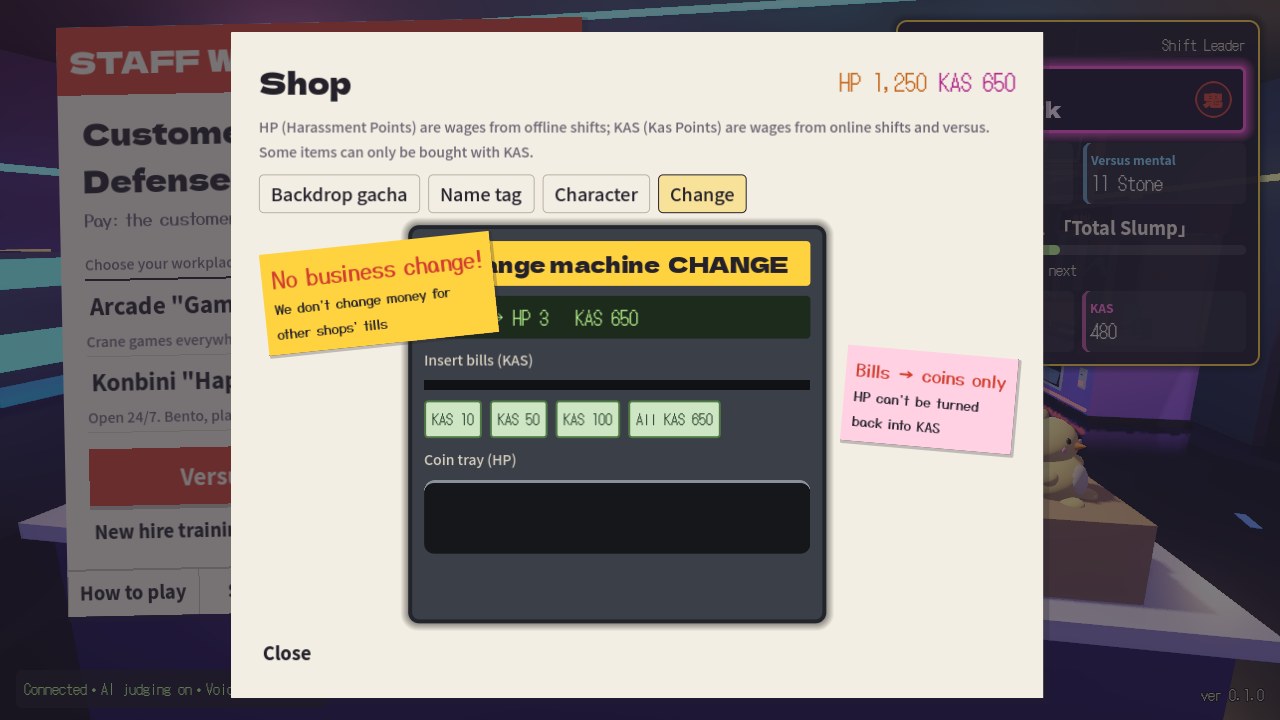 STAFF W
Shift Leader
Shop
HP 1,250 KAS 650
HP (Harassment Points) are wages from offline shifts; KAS (Kas Points) are wages from online shifts and versus.
Some items can only be bought with KAS.
Backdrop gacha
Name tag
Character
Change
Custome
Defense
Pay: the custome
Choose your workplac
Arcade "Gam
Crane games everywh
Konbini "Hap
Open 24/7. Bento, pla
Versu
New hire trainin
How to play
No business change!
We don't change money for
other shops' tills
ange machine CHANGE
→ HP 3 KAS 650
Insert bills (KAS)
KAS 10
KAS 50
KAS 100
All KAS 650
Coin tray (HP)
Bills → coins only
HP can't be turned
back into KAS
Close
k
Versus mental
11 Stone
「Total Slump」
next
KAS
480
Connected • AI judging on • Voic
ver 0.1.0